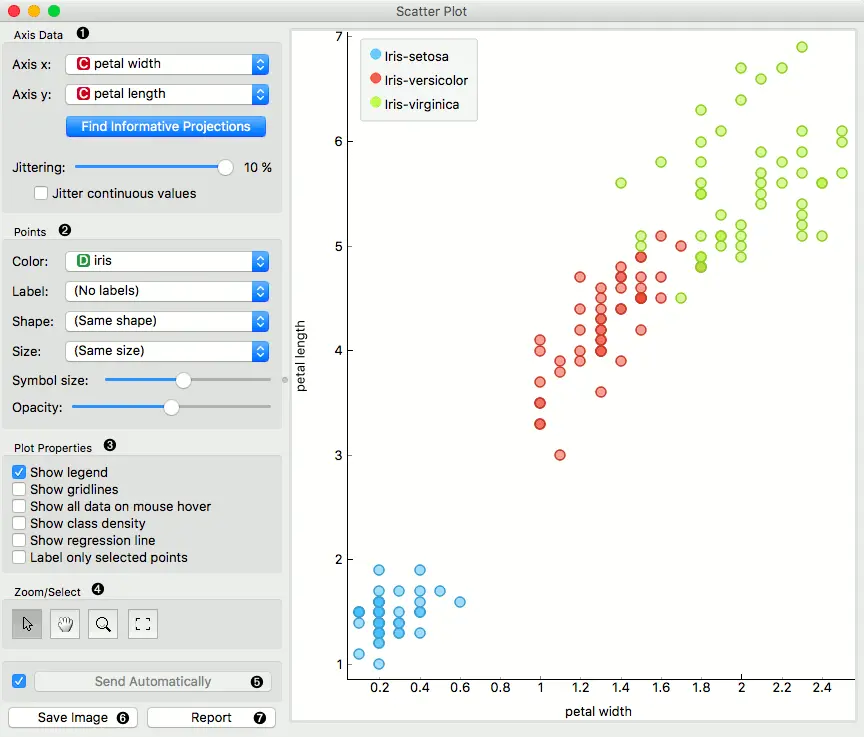 Scatter Plot
Axis Data 1
Axis x: C petal width
Axis y: C petal length
Find Informative Projections
Jittering: 10 %
Jitter continuous values
Points 2
Color: D iris
Label: (No labels)
Shape: (Same shape)
Size: (Same size)
Symbol size:
Opacity:
Plot Properties 3
Show legend
Show gridlines
Show all data on mouse hover
Show class density
Show regression line
Label only selected points
Zoom/Select 4
Send Automatically 5
Save Image 6 Report 7
Iris-setosa
Iris-versicolor
Iris-virginica
7
6
5
4
3
2
1
petal length
0.2 0.4 0.6 0.8 1 1.2 1.4 1.6 1.8 2 2.2 2.4
petal width